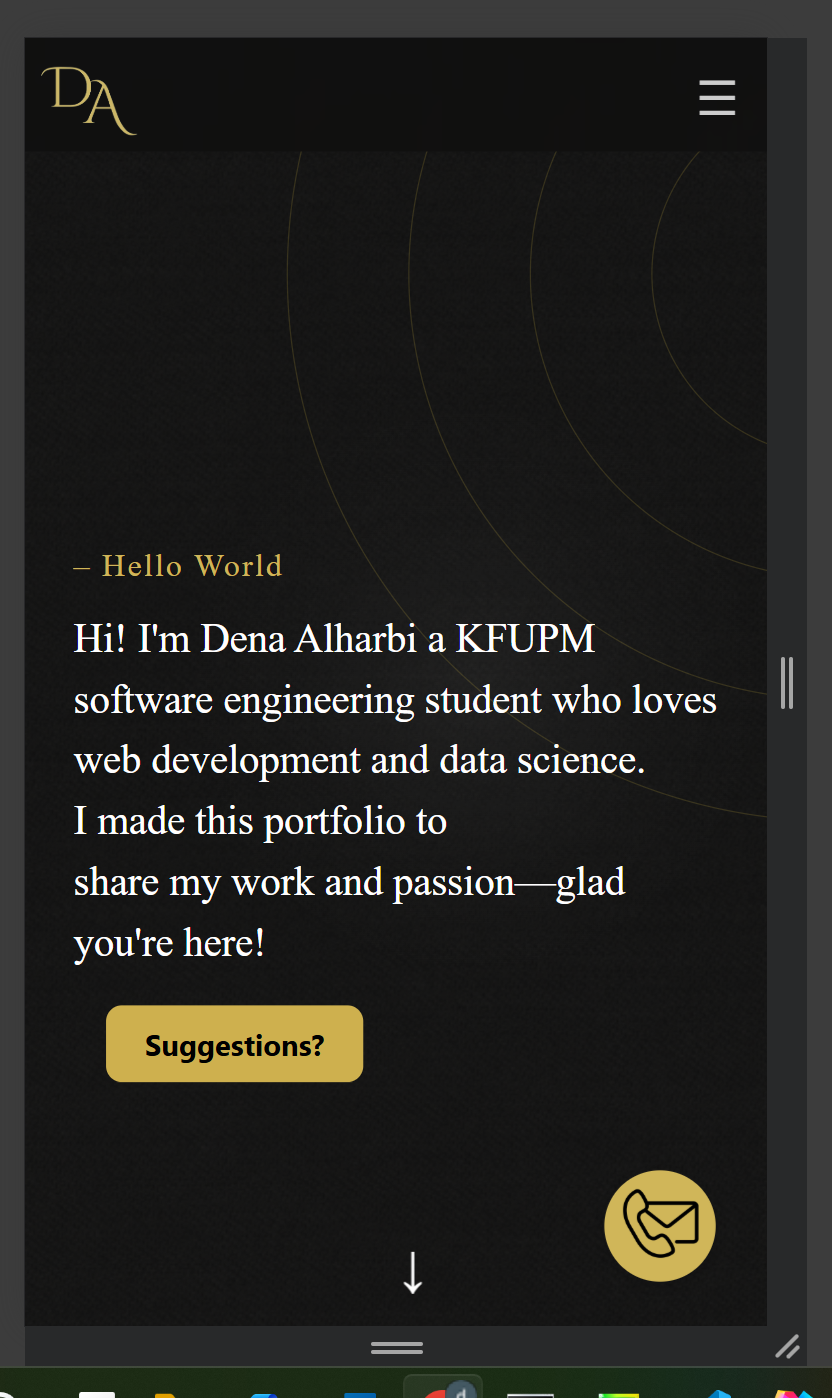 DA
– Hello World
Hi! I'm Dena Alharbi a KFUPM
software engineering student who loves
web development and data science.
I made this portfolio to
share my work and passion—glad
you're here!
Suggestions?